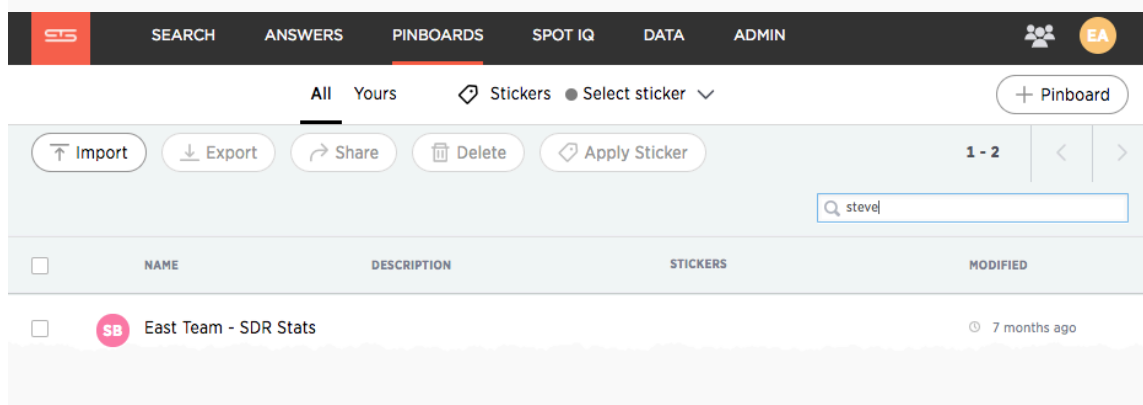 STS SEARCH ANSWERS PINBOARDS SPOT IQ DATA ADMIN EA
All Yours Stickers Select sticker + Pinboard
Import Export Share Delete Apply Sticker 1 - 2 < >
steve
NAME DESCRIPTION STICKERS MODIFIED
SB East Team - SDR Stats 7 months ago